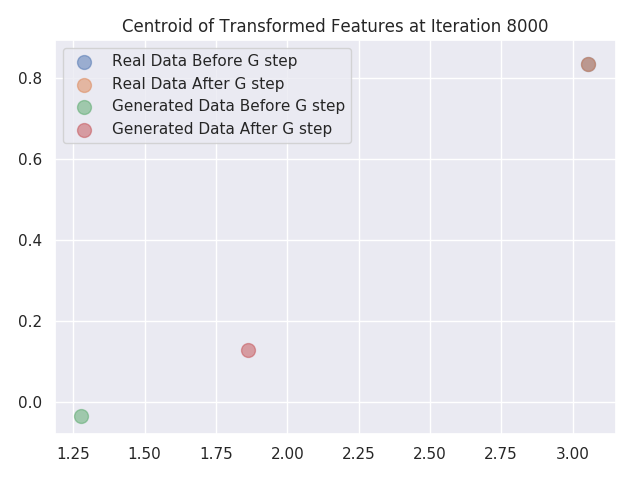 Centroid of Transformed Features at Iteration 8000
Real Data Before G step
Real Data After G step
Generated Data Before G step
Generated Data After G step
0.8
0.6
0.4
0.2
0.0
1.25 1.50 1.75 2.00 2.25 2.50 2.75 3.00